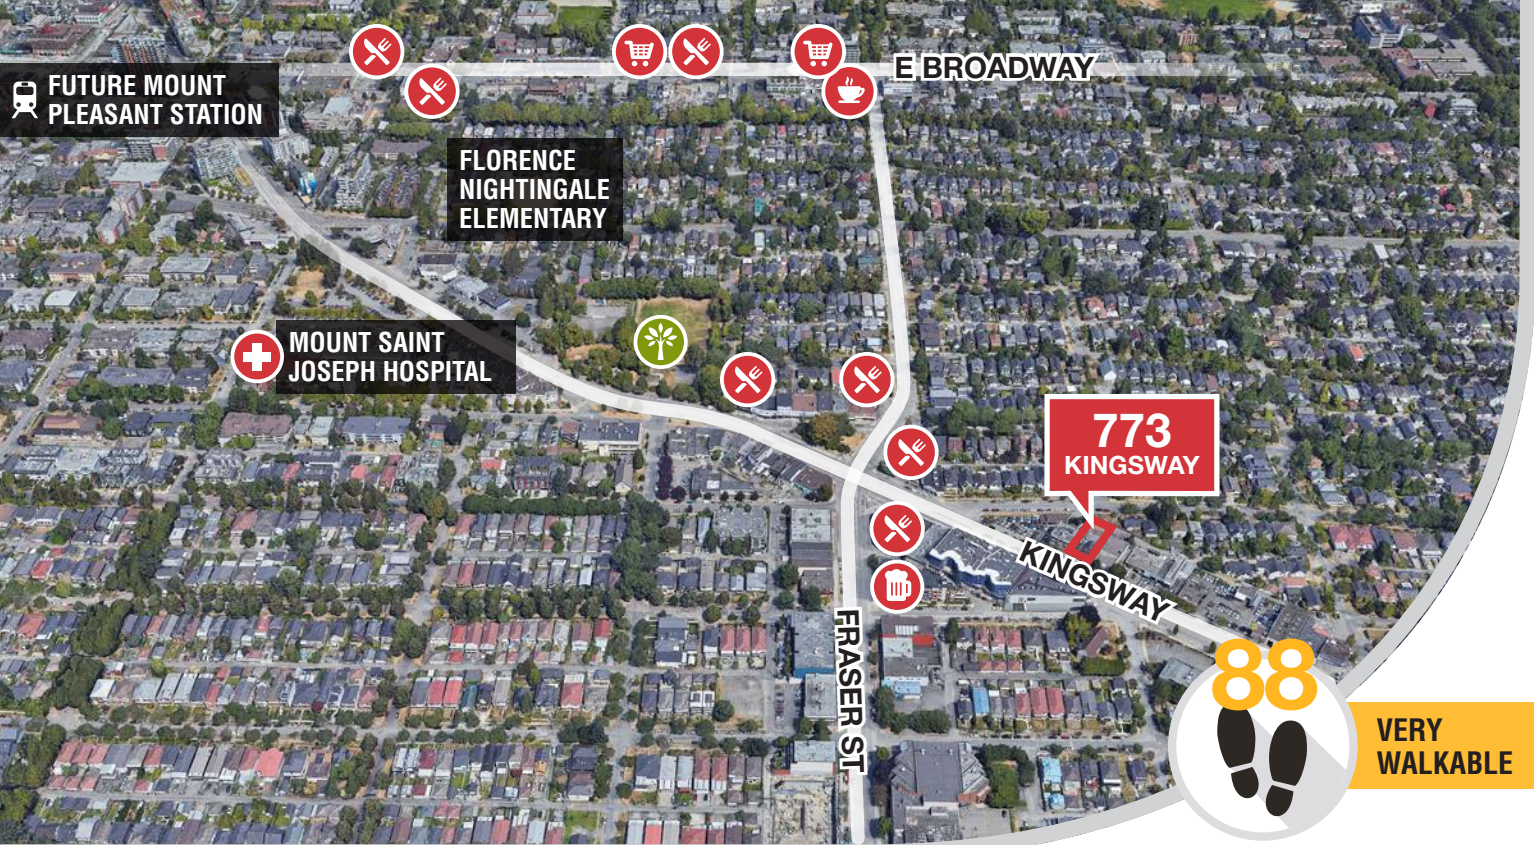 E BROADWAY
FUTURE MOUNT
PLEASANT STATION
FLORENCE
NIGHTINGALE
ELEMENTARY
MOUNT SAINT
JOSEPH HOSPITAL
773
KINGSWAY
KINGSWAY
FRASER ST
88
VERY
WALKABLE